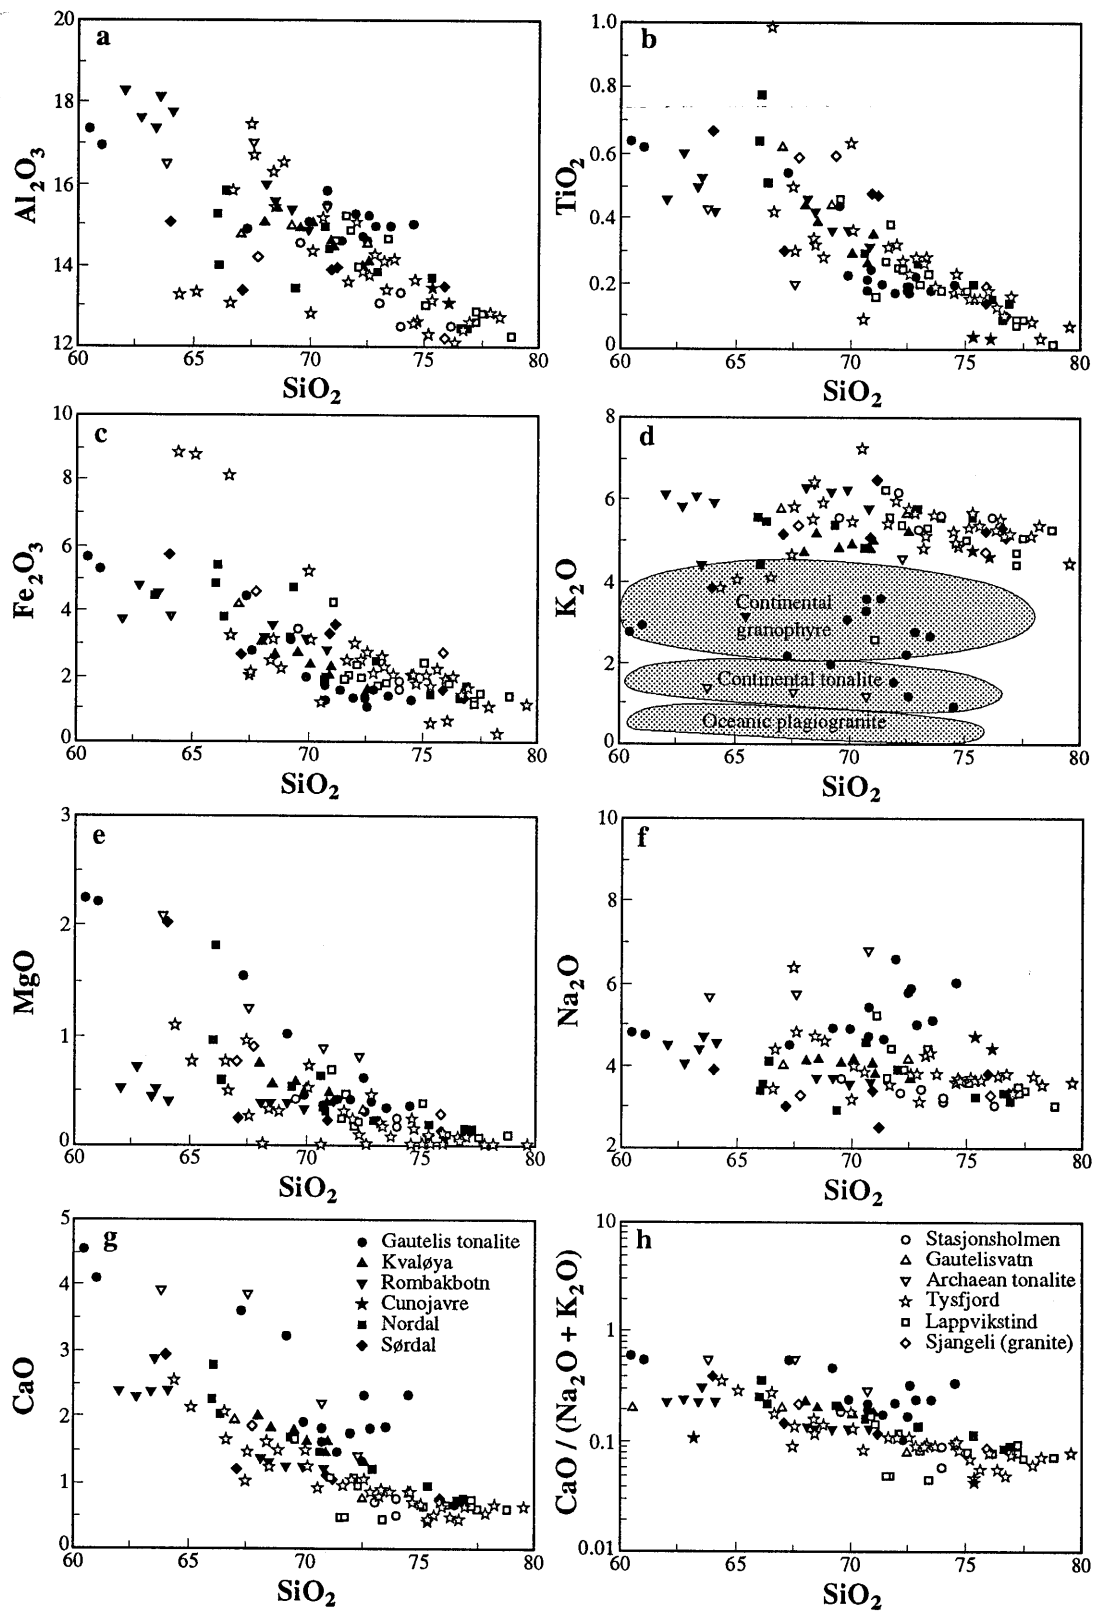 a
20
18
16
14
12
Al₂O₃
60 65 70 75 80
SiO₂
b
1.0
0.8
0.6
0.4
0.2
0
TiO₂
60 65 70 75 80
SiO₂
c
10
8
6
4
2
0
Fe₂O₃
60 65 70 75 80
SiO₂
d
8
6
4
2
0
K₂O
Continental
granophyre
Continental tonalite
Oceanic plagiogranite
60 65 70 75 80
SiO₂
e
3
2
1
0
MgO
60 65 70 75 80
SiO₂
f
10
8
6
4
2
Na₂O
60 65 70 75 80
SiO₂
g
5
4
3
2
1
0
CaO
Gautelis tonalite
Kvaløya
Rombakbotn
Cunojavre
Nordal
Sørdal
60 65 70 75 80
SiO₂
h
10
1
0.1
0.01
CaO / (Na₂O + K₂O)
Stasjonsholmen
Gautelisvatn
Archaean tonalite
Tysfjord
Lappvikstind
Sjangeli (granite)
60 65 70 75 80
SiO₂